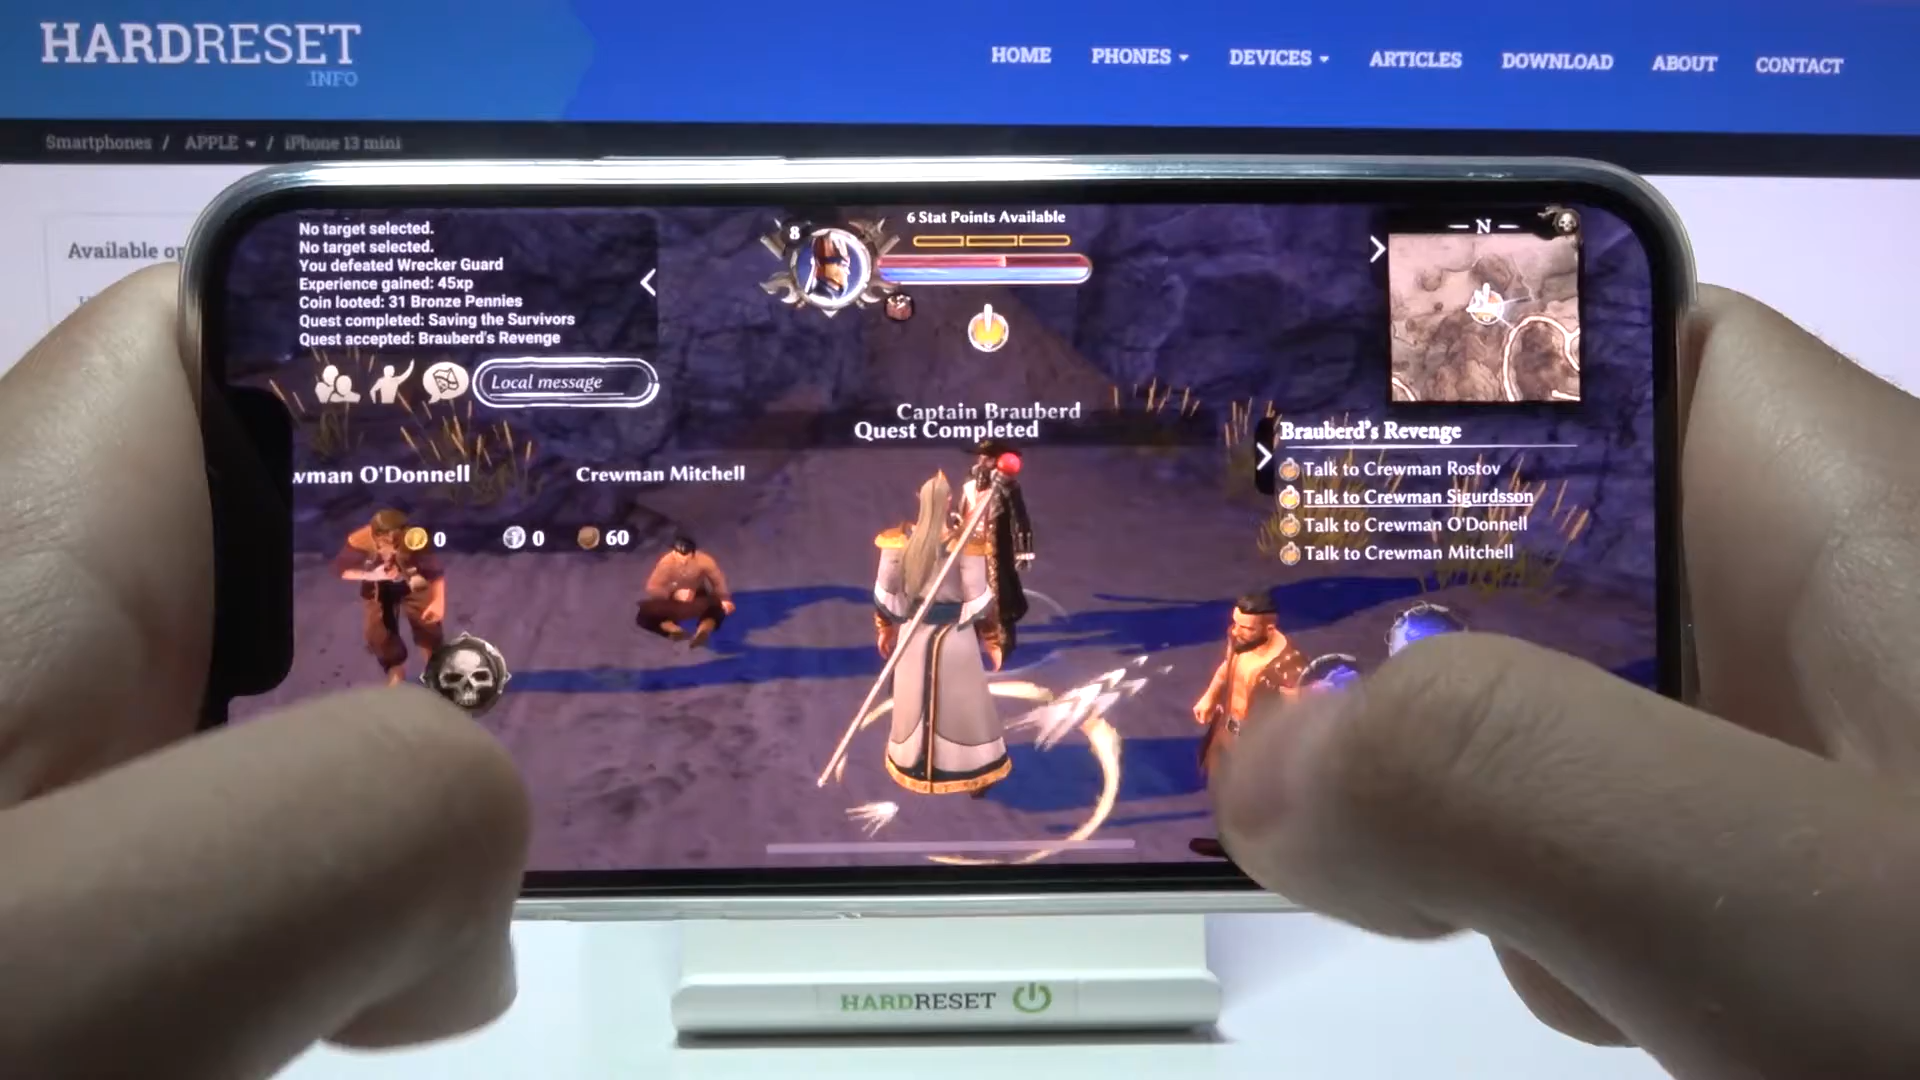 HARDRESET
.INFO
HOME
PHONES
DEVICES
ARTICLES
DOWNLOAD
ABOUT
CONTACT
Smartphones / APPLE / iPhone 13 mini
Available op
No target selected.
No target selected.
You defeated Wrecker Guard
Experience gained: 45xp
Coin looted: 31 Bronze Pennies
Quest completed: Saving the Survivors
Quest accepted: Brauberd's Revenge
Local message
8
6 Stat Points Available
N
Captain Brauberd
Quest Completed
wman O'Donnell
Crewman Mitchell
0
0
60
Brauberd's Revenge
Talk to Crewman Rostov
Talk to Crewman Sigurdsson
Talk to Crewman O'Donnell
Talk to Crewman Mitchell
HARDRESET